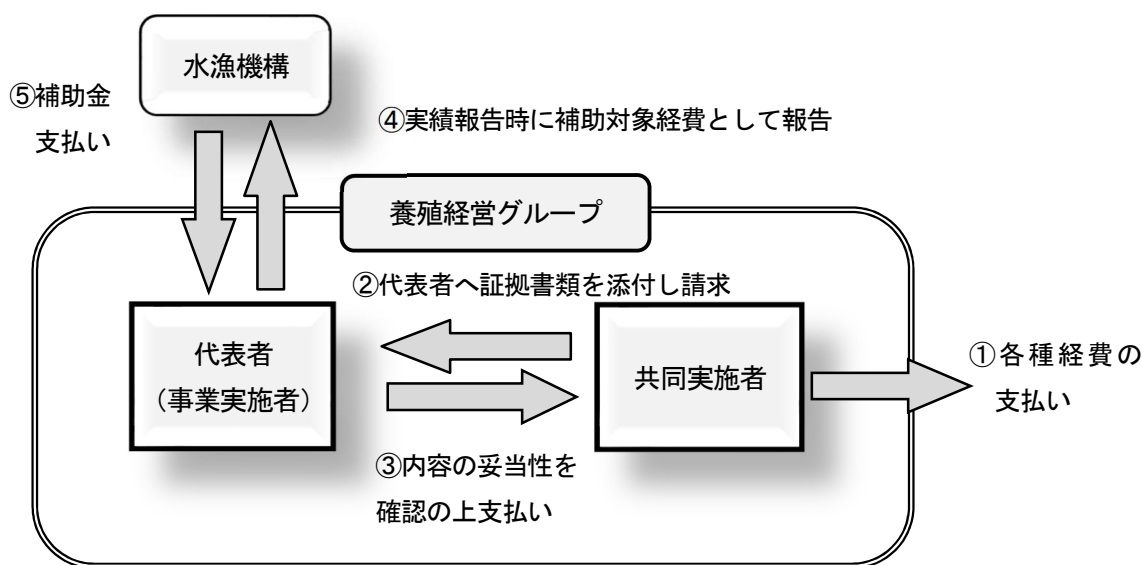 水漁機構
⑤補助金
支払い
④実績報告時に補助対象経費として報告
養殖経営グループ
②代表者へ証拠書類を添付し請求
代表者
（事業実施者）
共同実施者
①各種経費の
支払い
③内容の妥当性を
確認の上支払い